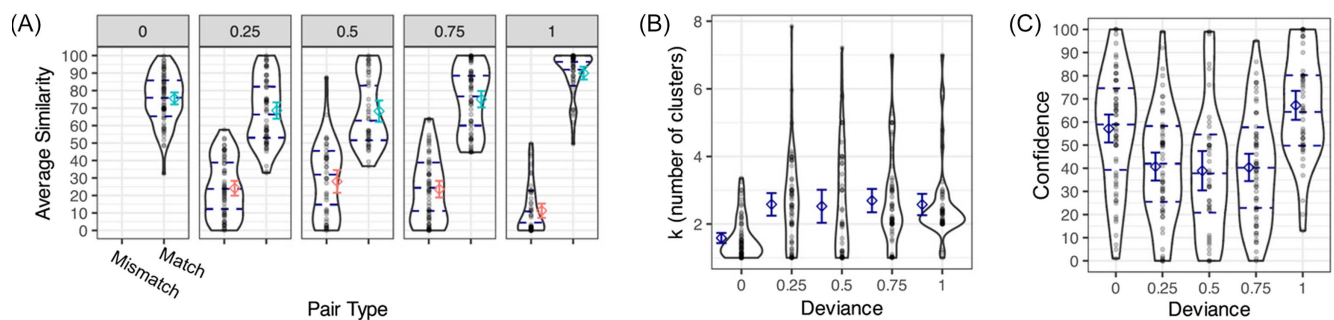 (A)
0 0.25 0.5 0.75 1
Average Similarity
100
90
80
70
60
50
40
30
20
10
0
Mismatch
Match
Pair Type
(B)
k (number of clusters)
8
6
4
2
0 0.25 0.5 0.75 1
Deviance
(C)
Confidence
100
90
80
70
60
50
40
30
20
10
0
0 0.25 0.5 0.75 1
Deviance